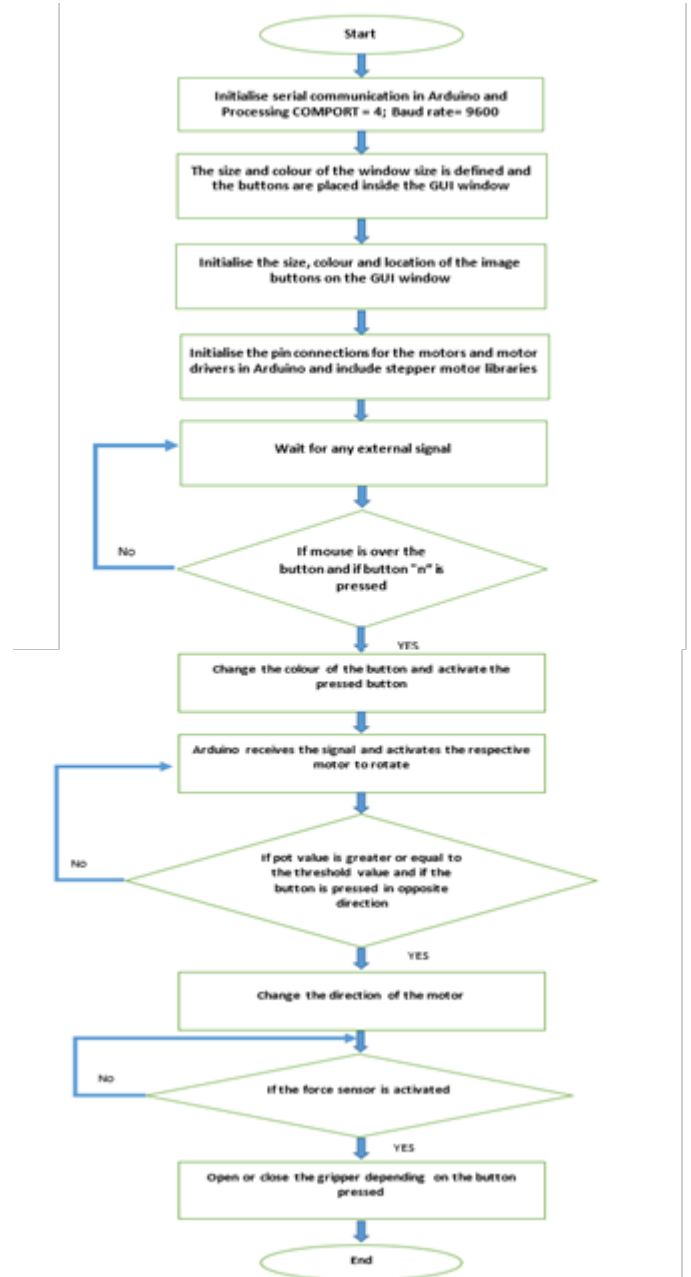 Start
Initialise serial communication in Arduino and
Processing COMPORT = 4; Baud rate= 9600
The size and colour of the window size is defined and
the buttons are placed inside the GUI window
Initialise the size, colour and location of the image
buttons on the GUI window
Initialise the pin connections for the motors and motor
drivers in Arduino and include stepper motor libraries
Wait for any external signal
No
If mouse is over the
button and if button "n" is
pressed
YES
Change the colour of the button and activate the
pressed button
Arduino receives the signal and activates the respective
motor to rotate
No
If pot value is greater or equal to
the threshold value and if the
button is pressed in opposite
direction
YES
Change the direction of the motor
No
If the force sensor is activated
YES
Open or close the gripper depending on the button
pressed
End